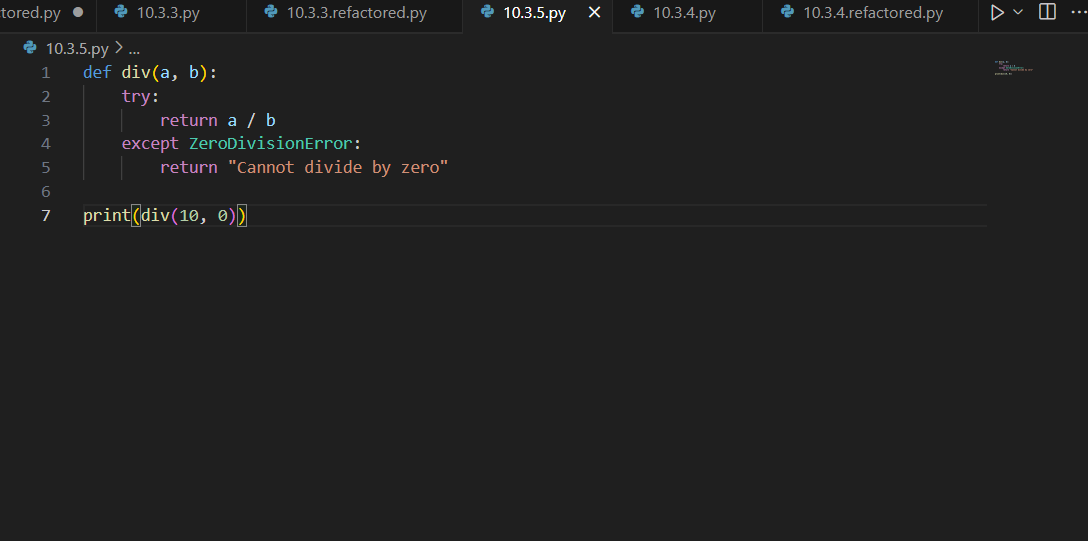 tored.py 10.3.3.py 10.3.3.refactored.py 10.3.5.py 10.3.4.py 10.3.4.refactored.py
10.3.5.py > ...
1 def div(a, b):
2     try:
3         return a / b
4     except ZeroDivisionError:
5         return "Cannot divide by zero"
6
7 print(div(10, 0))